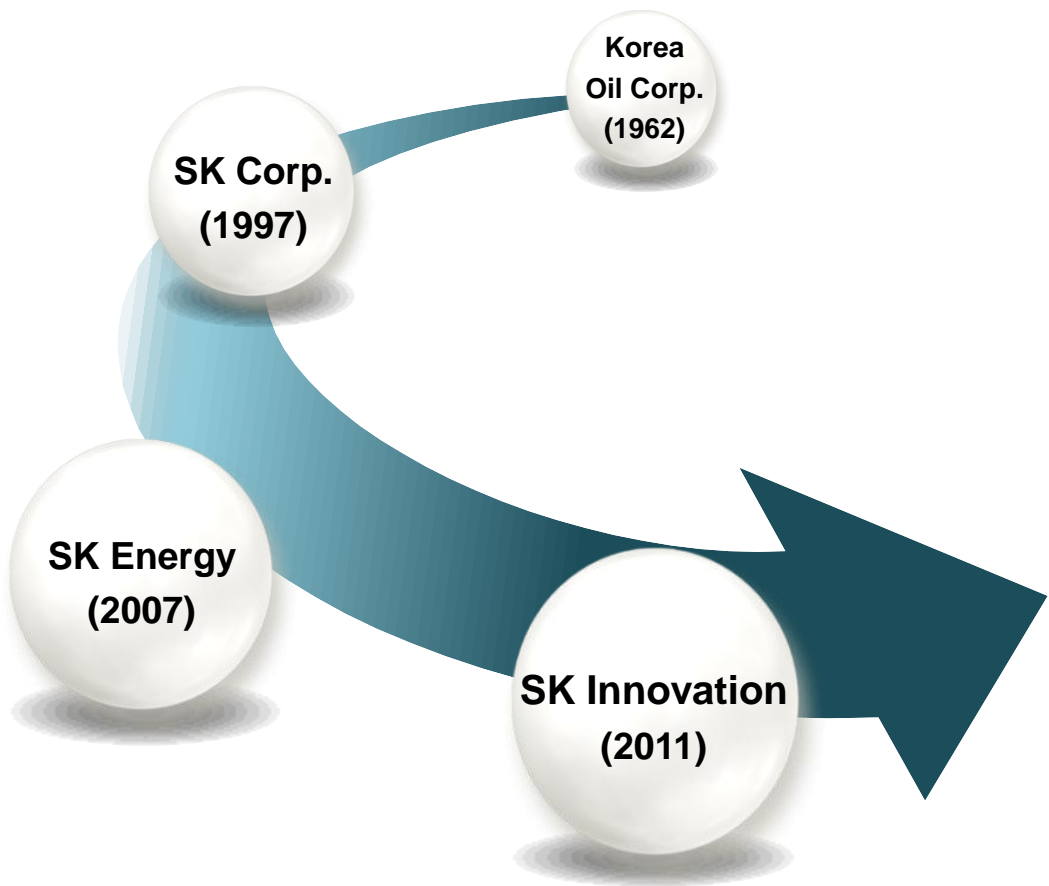 Korea
Oil Corp.
(1962)
SK Corp.
(1997)
SK Energy
(2007)
SK Innovation
(2011)